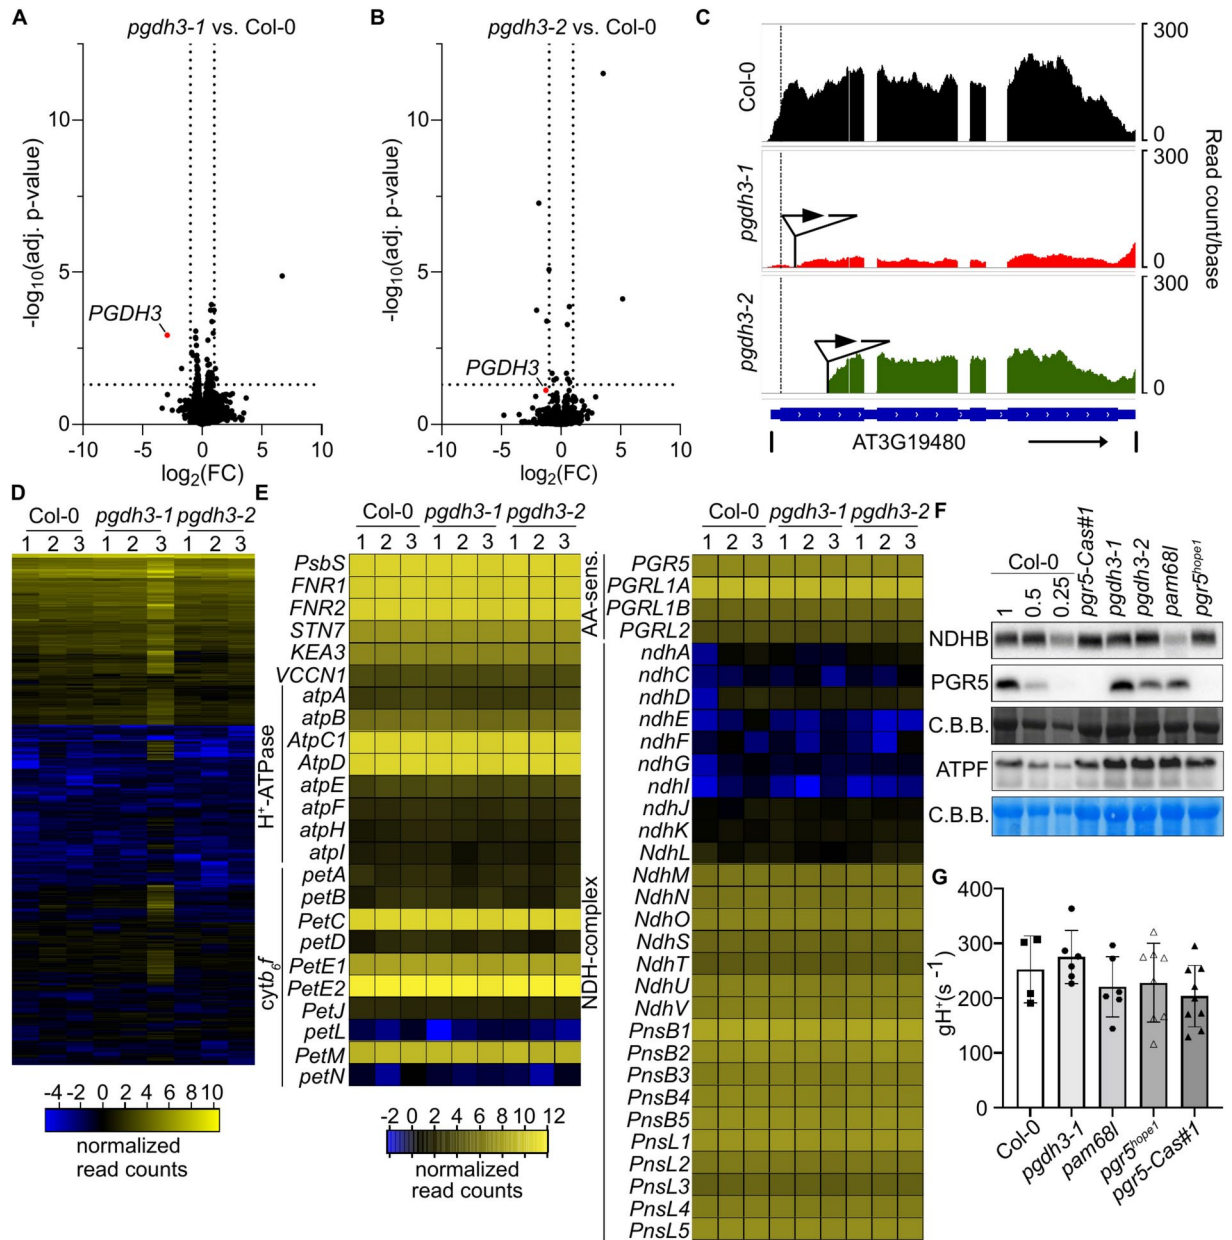 A
pgdh3-1 vs. Col-0
-log10(adj. p-value)
10
5
0
PGDH3
-10
-5
0
5
10
log2(FC)
B
pgdh3-2 vs. Col-0
-log10(adj. p-value)
10
5
0
PGDH3
-10
-5
0
5
10
log2(FC)
C
Col-0
300
0
pgdh3-1
300
0
pgdh3-2
300
0
Read count/base
AT3G19480
D
Col-0 pgdh3-1 pgdh3-2
1 2 3 1 2 3 1 2 3
-4 -2 0 2 4 6 8 10
normalized
read counts
E
Col-0 pgdh3-1 pgdh3-2
1 2 3 1 2 3 1 2 3
PsbS
FNR1
FNR2
STN7
KEA3
VCCN1
H+-ATPase
atpA
atpB
AtpC1
AtpD
atpE
atpF
atpH
atpI
cytb6f
petA
petB
PetC
petD
PetE1
PetE2
PetJ
petL
PetM
petN
-2 0 2 4 6 8 10 12
normalized
read counts
Col-0 pgdh3-1 pgdh3-2
1 2 3 1 2 3 1 2 3
AA-sens.
PGR5
PGRL1A
PGRL1B
PGRL2
NDH-complex
ndhA
ndhC
ndhD
ndhE
ndhF
ndhG
ndhI
ndhJ
ndhK
NdhL
NdhM
NdhN
NdhO
NdhS
NdhT
NdhU
NdhV
PnsB1
PnsB2
PnsB3
PnsB4
PnsB5
PnsL1
PnsL2
PnsL3
PnsL4
PnsL5
F
Col-0
1 0.5 0.25 pgr5-Cas#1 pgdh3-1 pgdh3-2 pam68l pgr5hope1
NDHB
PGR5
C.B.B.
ATPF
C.B.B.
G
gH+(s-1)
400
300
200
100
0
Col-0
pgdh3-1
pam68l
pgr5hope1
pgr5-Cas#1